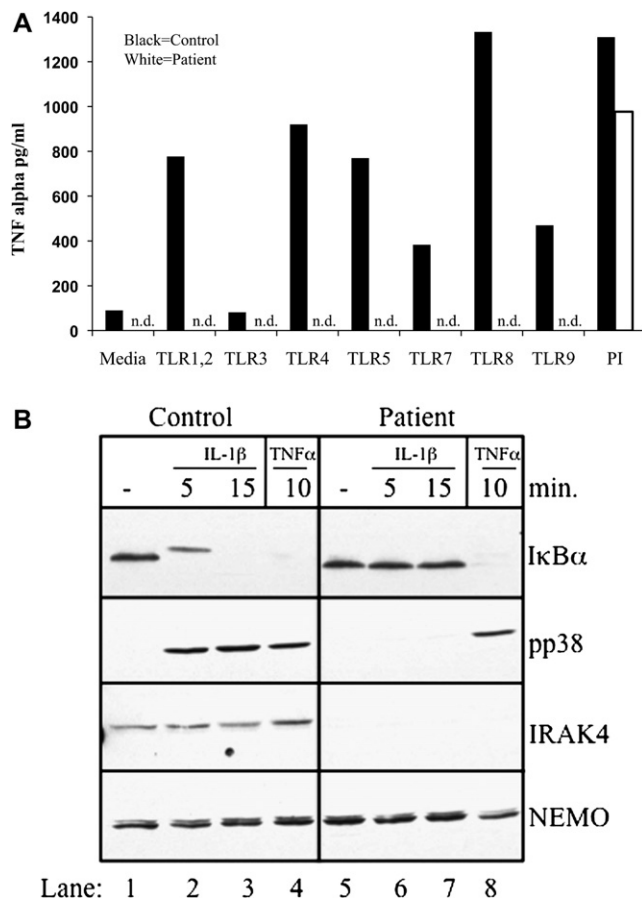 A
Black=Control
White=Patient
TNF alpha pg/ml
1400
1200
1000
800
600
400
200
0
n.d. n.d. n.d. n.d. n.d. n.d. n.d. n.d.
Media TLR1,2 TLR3 TLR4 TLR5 TLR7 TLR8 TLR9 PI
B
Control Patient
IL-1β TNFα IL-1β TNFα
- 5 15 10 - 5 15 10 min.
IκBα
pp38
IRAK4
NEMO
Lane: 1 2 3 4 5 6 7 8